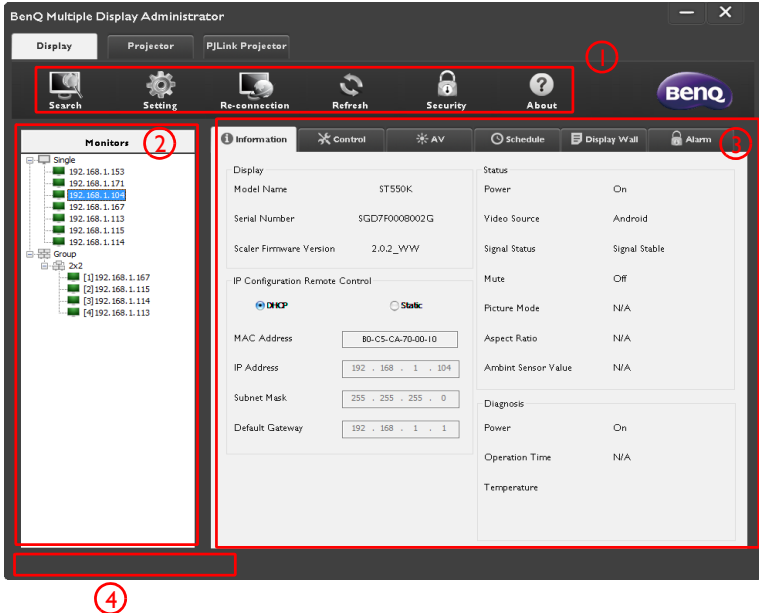 BenQ Multiple Display Administrator
Display Projector PJLink Projector
1
Search Setting Re-connection Refresh Security About
BenQ
Monitors 2
Single
192.168.1.153
192.168.1.171
192.168.1.104
192.168.1.167
192.168.1.113
192.168.1.115
192.168.1.114
Group
2x2
[1]192.168.1.167
[2]192.168.1.115
[3]192.168.1.114
[4]192.168.1.113
Information Control AV Schedule Display Wall Alarm 3
Display
Model Name ST550K
Serial Number SGD7F0008002G
Scaler Firmware Version 2.0.2_WW
IP Configuration Remote Control
DHCP Static
MAC Address B0-C5-CA-70-00-10
IP Address 192 . 168 . 1 . 104
Subnet Mask 255 . 255 . 255 . 0
Default Gateway 192 . 168 . 1 . 1
Status
Power On
Video Source Android
Signal Status Signal Stable
Mute Off
Picture Mode N/A
Aspect Ratio N/A
Ambint Sensor Value N/A
Diagnosis
Power On
Operation Time N/A
Temperature
4